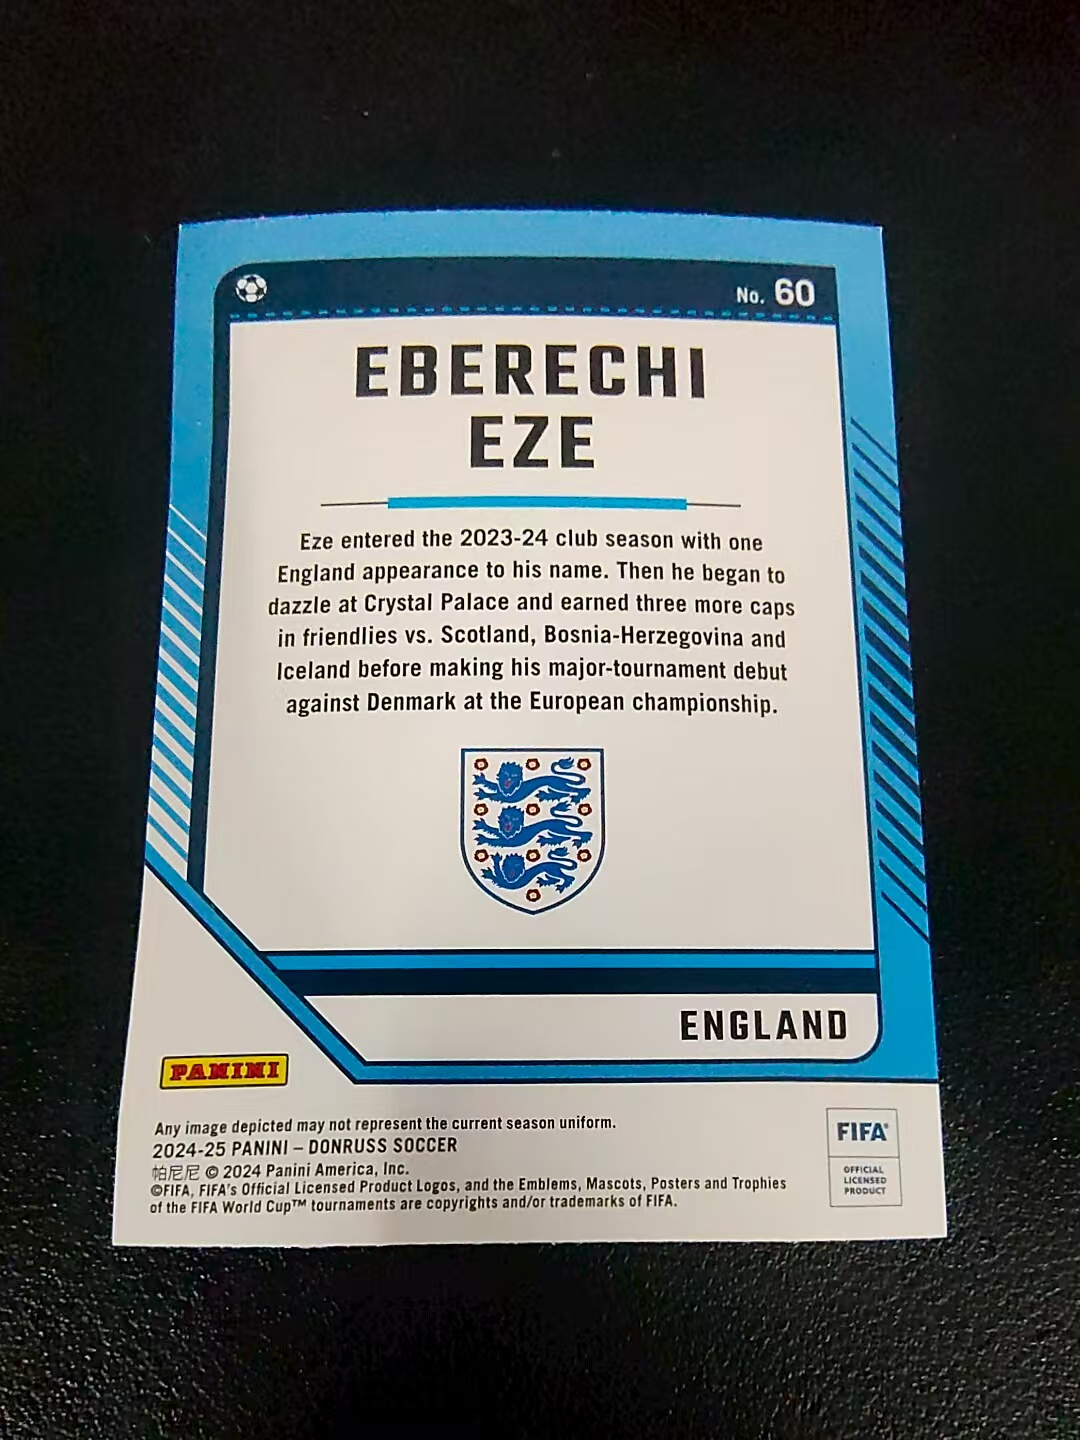 No. 60
EBERECHI
EZE
Eze entered the 2023-24 club season with one
England appearance to his name. Then he began to
dazzle at Crystal Palace and earned three more caps
in friendlies vs. Scotland, Bosnia-Herzegovina and
Iceland before making his major-tournament debut
against Denmark at the European championship.
ENGLAND
PANINI
Any image depicted may not represent the current season uniform.
2024-25 PANINI – DONRUSS SOCCER
帕尼尼 © 2024 Panini America, Inc.
©FIFA, FIFA's Official Licensed Product Logos, and the Emblems, Mascots, Posters and Trophies
of the FIFA World Cup™ tournaments are copyrights and/or trademarks of FIFA.
FIFA®
OFFICIAL
LICENSED
PRODUCT